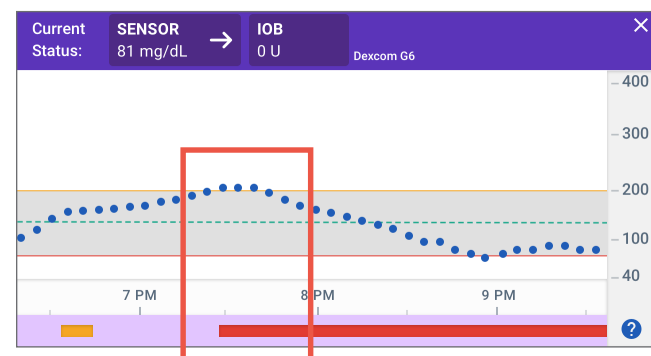 Current
Status:
SENSOR
81 mg/dL
IOB
0 U
Dexcom G6
400
300
200
100
40
7 PM
8 PM
9 PM
?